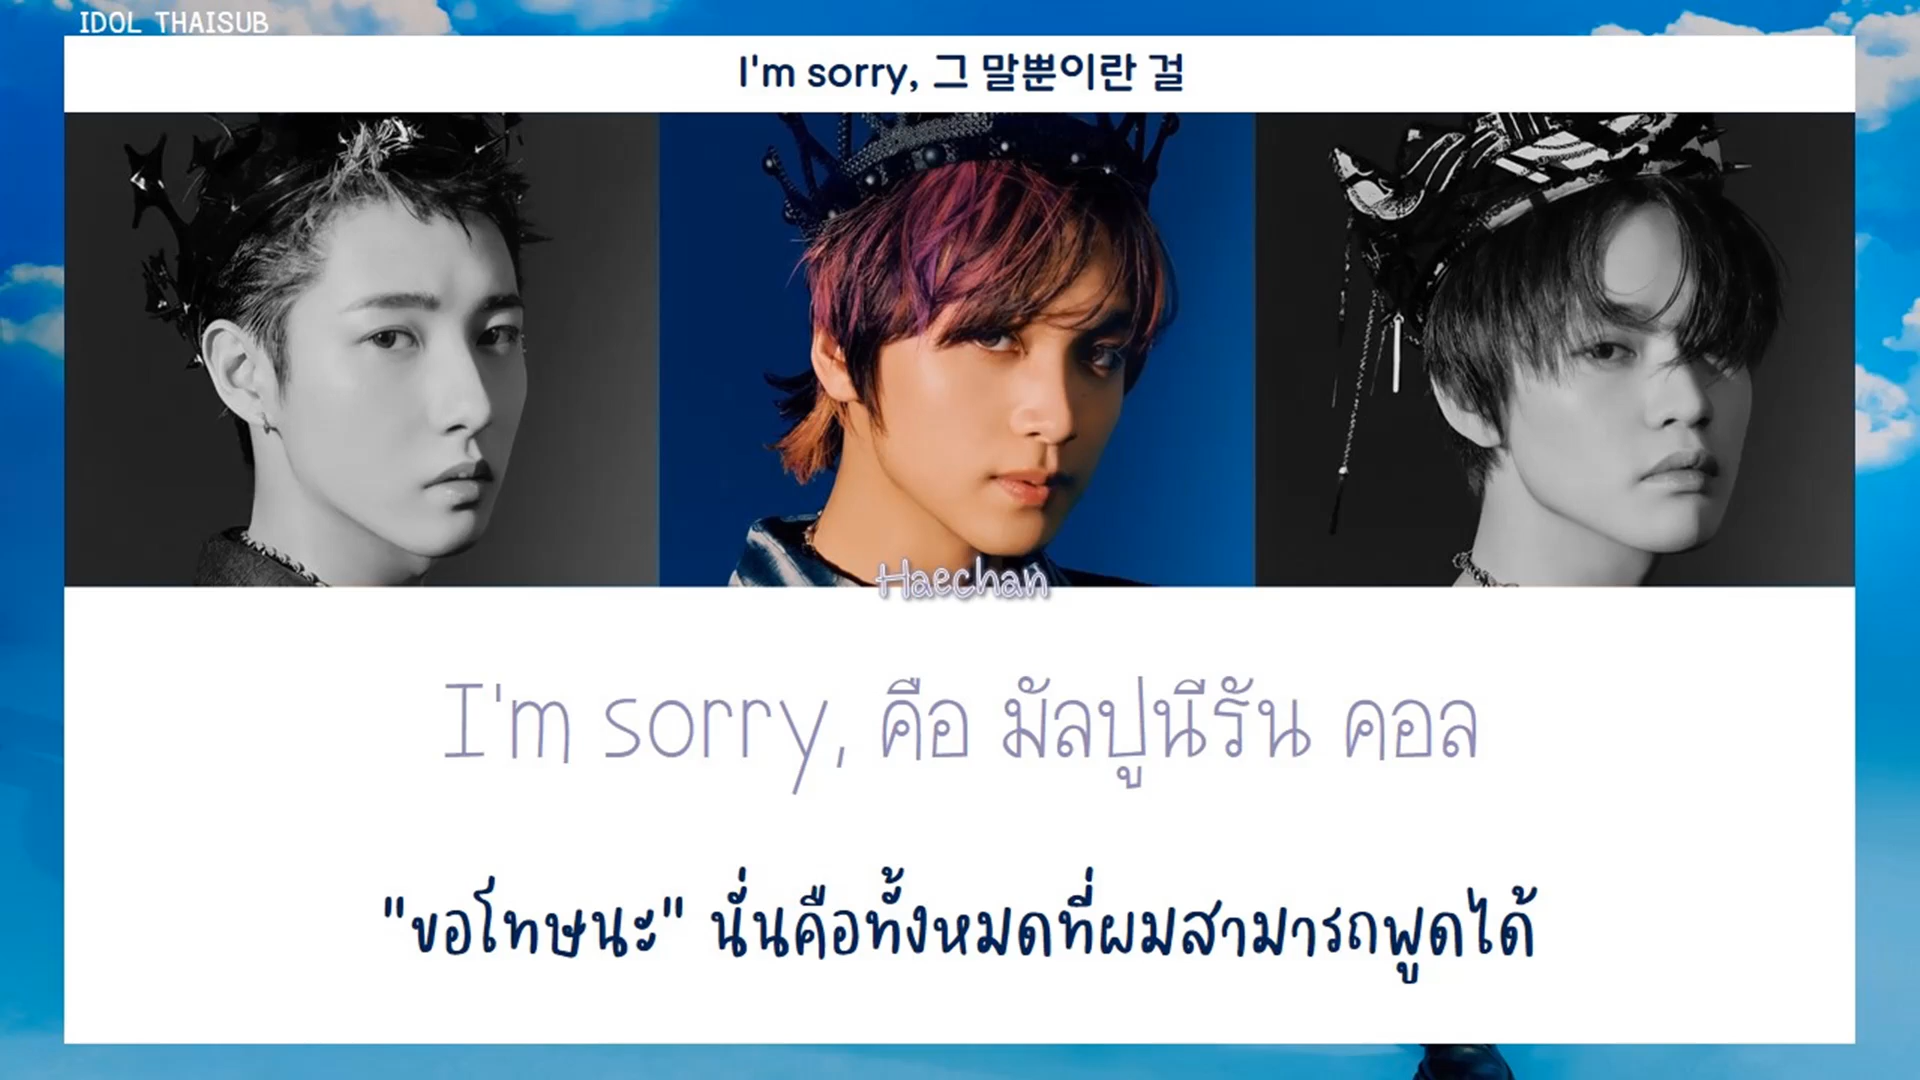 IDOL THAISUB
I'm sorry, 그 말뿐이란 걸
Haechan
I'm sorry, คือ มัลปูนีรัน คอล
"ขอโทษนะ" นั่นคือทั้งหมดที่ผมสามารถพูดได้